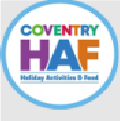 COVENTRY
HAF
Holiday Activities & Food